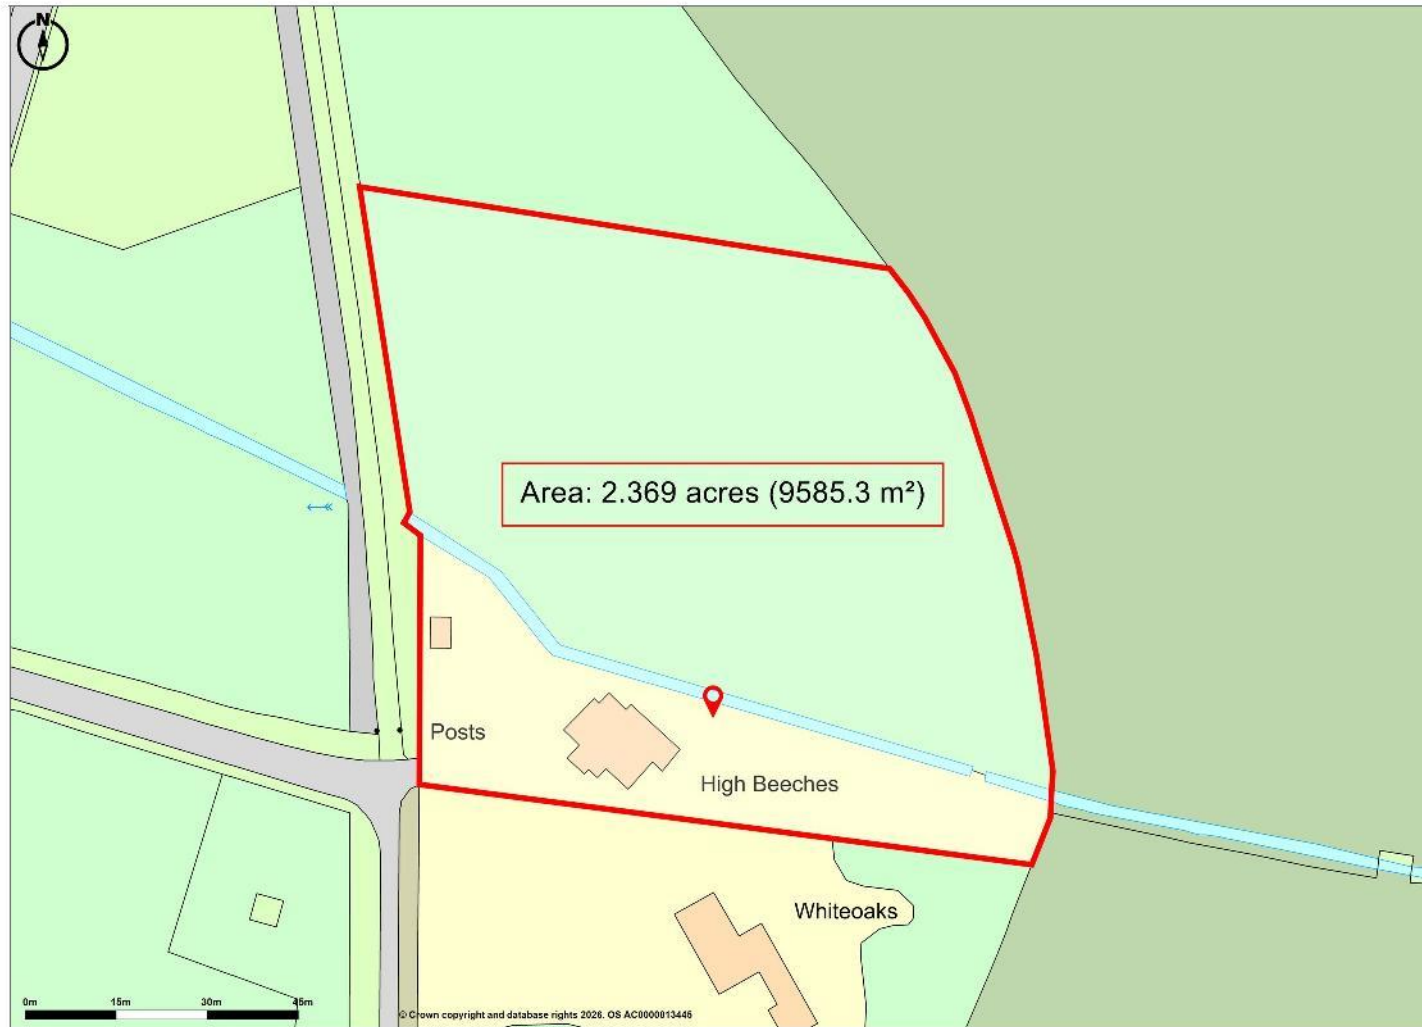 N
Area: 2.369 acres (9585.3 m²)
Posts
High Beeches
Whiteoaks
0m 15m 30m 45m
© Crown copyright and database rights 2026. OS AC0000813445